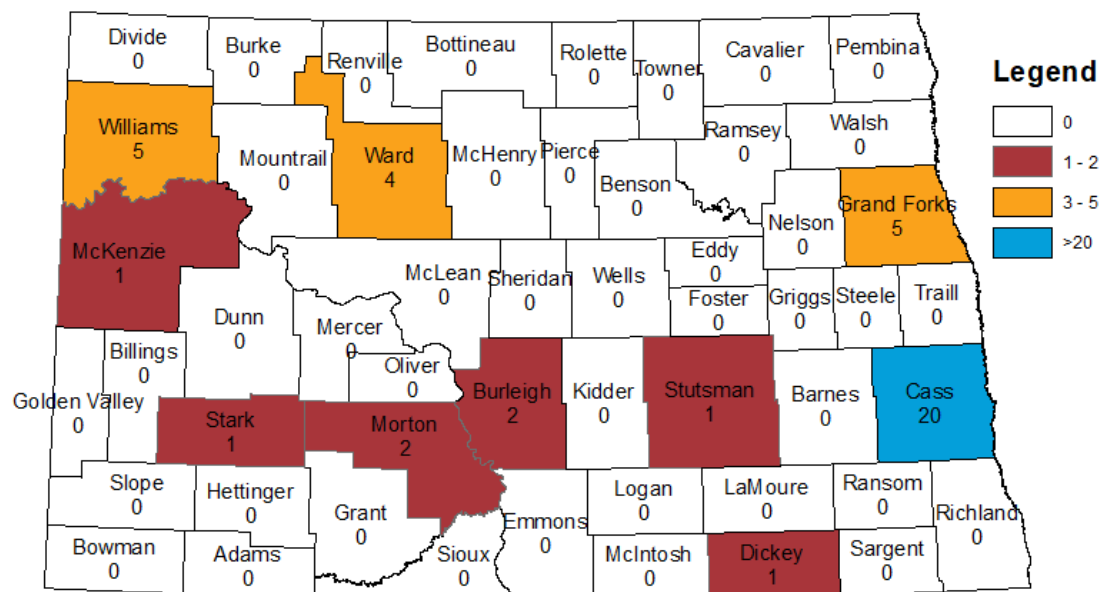 Divide
0
Burke
0
Renville
0
Bottineau
0
Rolette
0
Towner
0
Cavalier
0
Pembina
0
Legend
0
1 - 2
3 - 5
>20
Williams
5
Mountrail
0
Ward
4
McHenry
0
Pierce
0
Benson
0
Ramsey
0
Walsh
0
Nelson
0
Grand Forks
5
McKenzie
1
Dunn
0
McLean
0
Mercer
0
Oliver
0
Sheridan
0
Wells
0
Eddy
0
Foster
0
Griggs
0
Steele
0
Traill
0
Billings
0
Golden Valley
0
Stark
1
Morton
2
Burleigh
2
Kidder
0
Stutsman
1
Barnes
0
Cass
20
Slope
0
Hettinger
0
Grant
0
Emmons
0
Logan
0
LaMoure
0
Ransom
0
Richland
0
Bowman
0
Adams
0
Sioux
0
McIntosh
0
Dickey
1
Sargent
0